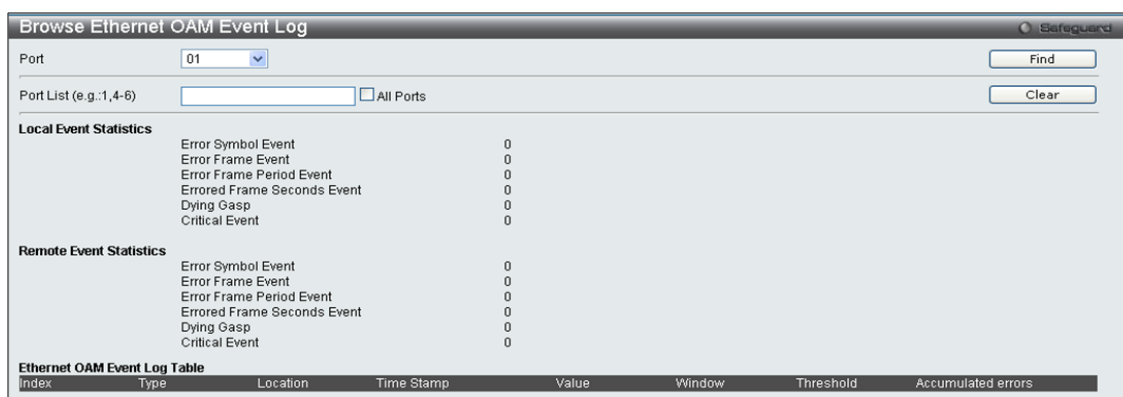 Browse Ethernet OAM Event Log Safeguard
Port 01 Find
Port List (e.g.:1,4-6) All Ports Clear
Local Event Statistics
Error Symbol Event 0
Error Frame Event 0
Error Frame Period Event 0
Errored Frame Seconds Event 0
Dying Gasp 0
Critical Event 0
Remote Event Statistics
Error Symbol Event 0
Error Frame Event 0
Error Frame Period Event 0
Errored Frame Seconds Event 0
Dying Gasp 0
Critical Event 0
Ethernet OAM Event Log Table
Index Type Location Time Stamp Value Window Threshold Accumulated errors